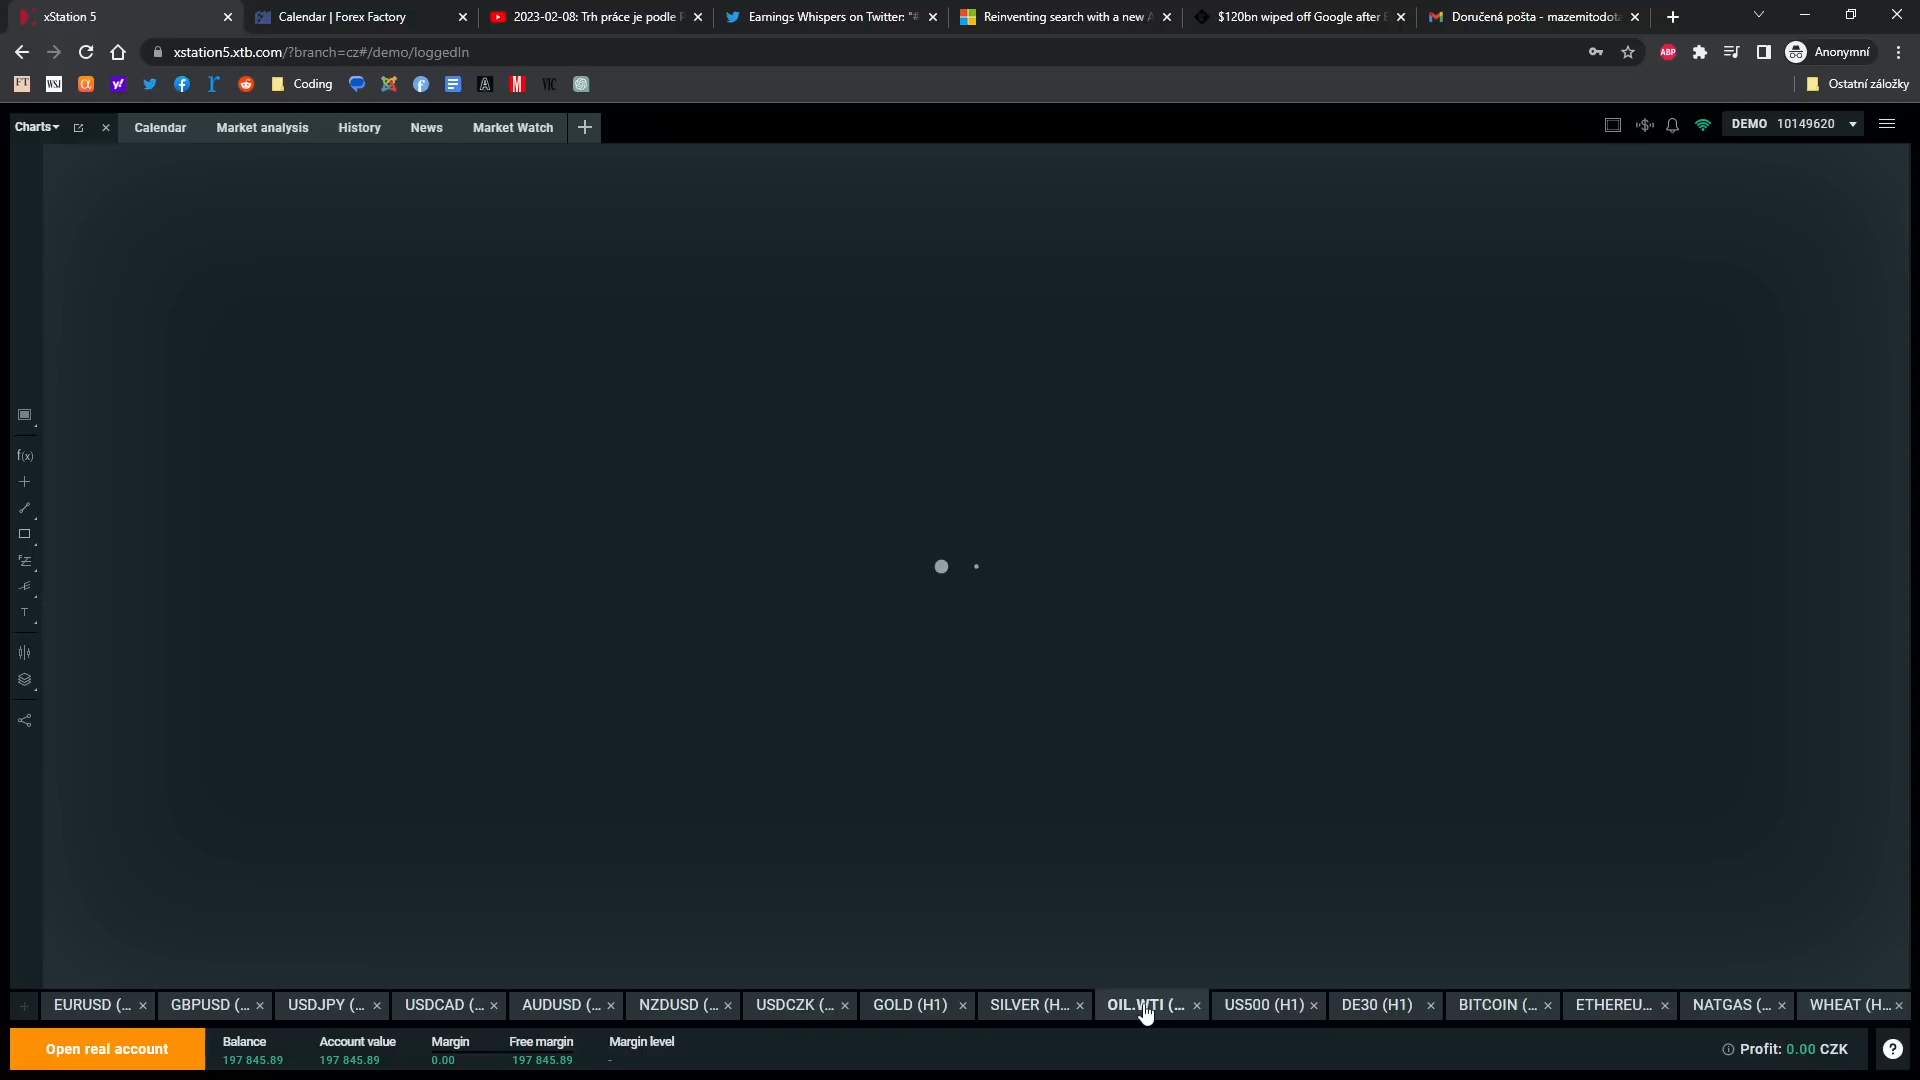 xStation 5
Calendar | Forex Factory
2023-02-08: Trh práce je podle
Earnings Whispers on Twitter: "#
Reinventing search with a new
$120bn wiped off Google after
Doručená pošta - mazemitodot
xstation5.xtb.com/?branch=cz#/demo/loggedIn
ABP
Anonymní
FT
WSJ
α
y!
r
Coding
f
A
M
VIC
Ostatní záložky
Charts
Calendar
Market analysis
History
News
Market Watch
DEMO 10149620
f(x)
T
EURUSD (...
GBPUSD (...
USDJPY (...
USDCAD (...
AUDUSD (...
NZDUSD (...
USDCZK (...
GOLD (H1)
SILVER (H...
OIL.WTI (...
US500 (H1)
DE30 (H1)
BITCOIN (...
ETHEREU...
NATGAS (...
WHEAT (H...
Open real account
Balance
Account value
Margin
Free margin
Margin level
197 845.89
197 845.89
0.00
197 845.89
-
Profit: 0.00 CZK
?